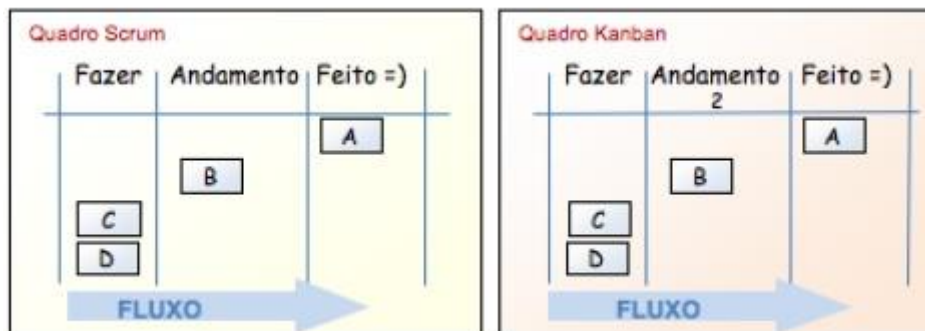 Quadro Scrum
Fazer Andamento Feito =)
A
B
C
D
FLUXO
Quadro Kanban
Fazer Andamento Feito =)
2
A
B
C
D
FLUXO